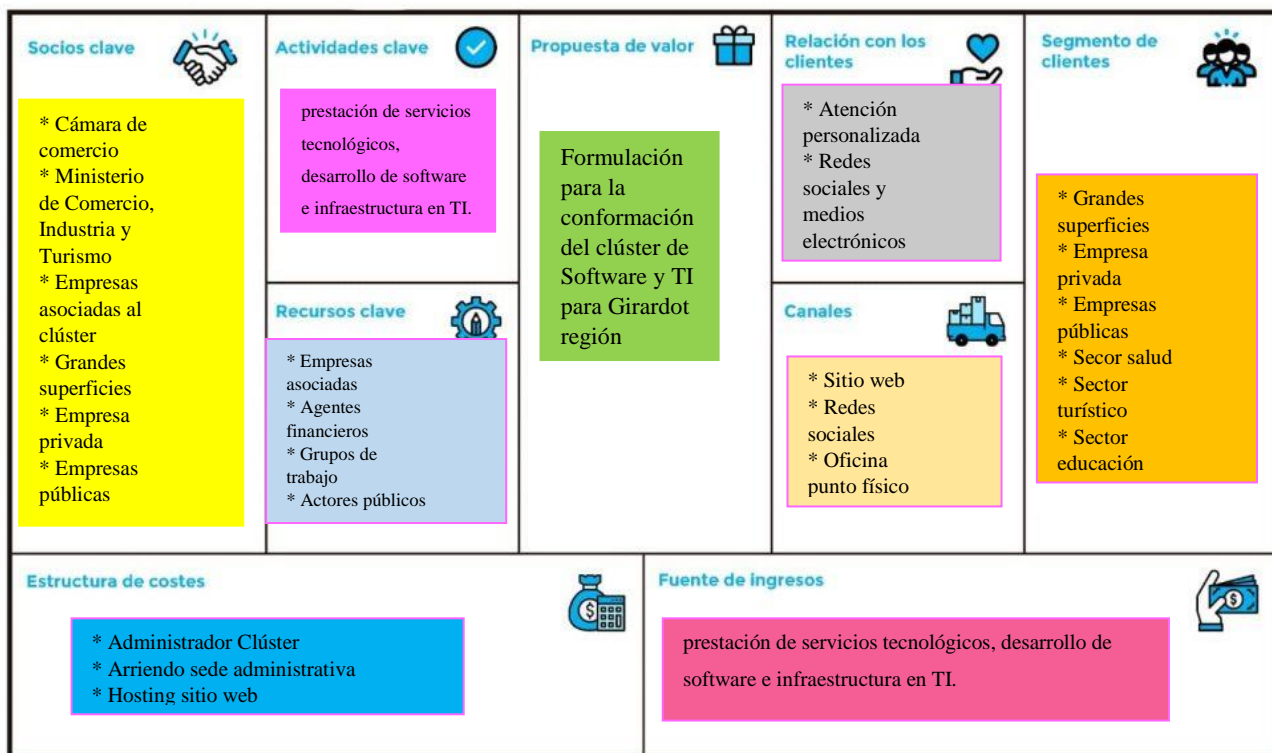 Socios clave
* Cámara de
comercio
* Ministerio
de Comercio,
Industria y
Turismo
* Empresas
asociadas al
clúster
* Grandes
superficies
* Empresa
privada
* Empresas
públicas
Actividades clave
prestación de servicios
tecnológicos,
desarrollo de software
e infraestructura en TI.
Recursos clave
* Empresas
asociadas
* Agentes
financieros
* Grupos de
trabajo
* Actores públicos
Propuesta de valor
Formulación
para la
conformación
del clúster de
Software y TI
para Girardot
región
Relación con los
clientes
* Atención
personalizada
* Redes
sociales y
medios
electrónicos
Canales
* Sitio web
* Redes
sociales
* Oficina
punto físico
Segmento de
clientes
* Grandes
superficies
* Empresa
privada
* Empresas
públicas
* Secor salud
* Sector
turístico
* Sector
educación
Estructura de costes
* Administrador Clúster
* Arriendo sede administrativa
* Hosting sitio web
Fuente de ingresos
prestación de servicios tecnológicos, desarrollo de
software e infraestructura en TI.